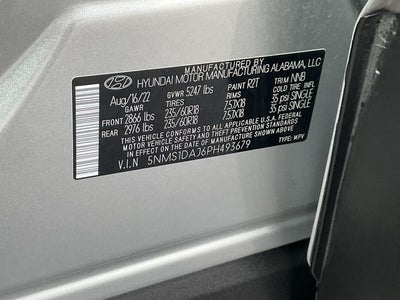 MANUFACTURED BY
HYUNDAI MOTOR MANUFACTURING ALABAMA, LLC
Aug/16/22 GVWR 5247 lbs PAINT R2T TRIM NNB
FRONT TIRES RIMS COLD TIRE PRESSURE
2866 lbs 235/60R18 7.5JX18 35 psi SINGLE
REAR
2976 lbs 235/60R18 7.5JX18 35 psi SINGLE
THIS VEHICLE CONFORMS TO ALL APPLICABLE U.S.A. FEDERAL
MOTOR VEHICLE SAFETY AND THEFT PREVENTION STANDARDS
IN EFFECT ON THE DATE OF MANUFACTURE SHOWN ABOVE.
V.I.N 5NMS1DAJ6PH493679 TYPE: MPV